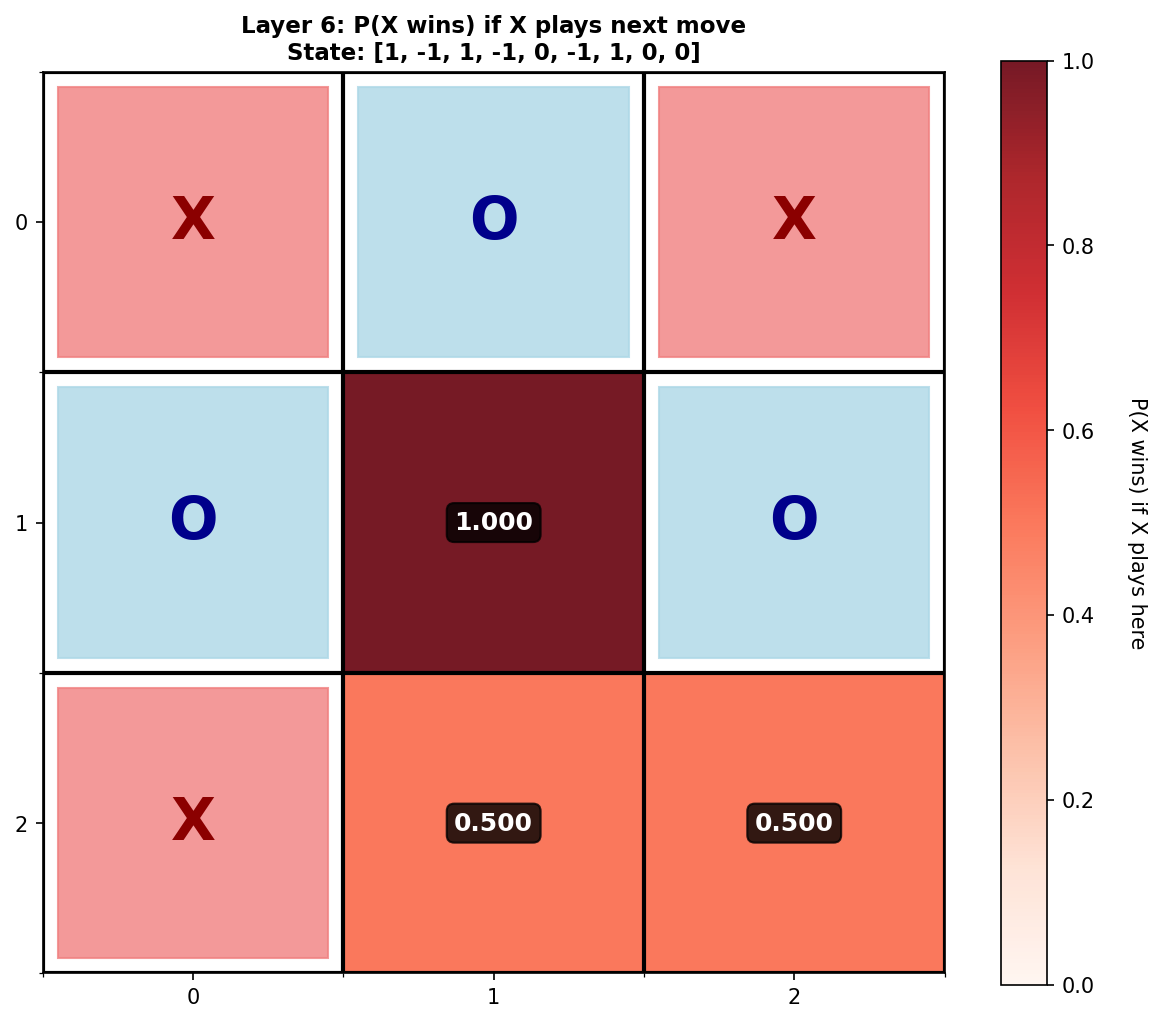 Layer 6: P(X wins) if X plays next move
State: [1, -1, 1, -1, 0, -1, 1, 0, 0]
X O X
O 1.000 O
X 0.500 0.500
0
1
2
0 1 2
1.0
0.8
0.6
0.4
0.2
0.0
P(X wins) if X plays here